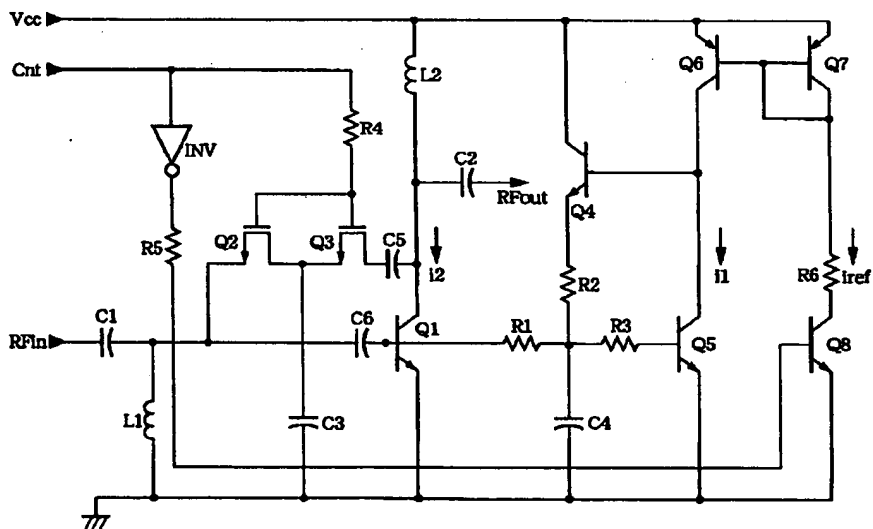 Vcc
Cnt
INV
R4
L2
C2
RFout
Q4
Q6
Q7
R5
Q2
Q3
C5
i2
R2
i1
R6
iref
C1
RFin
C6
Q1
R1
R3
Q5
Q8
L1
C3
C4